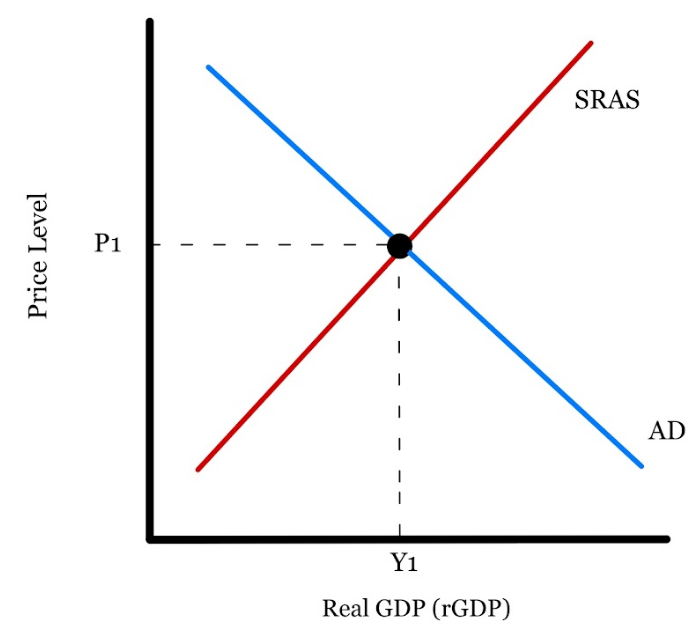 SRAS
Price Level
P1
AD
Y1
Real GDP (rGDP)